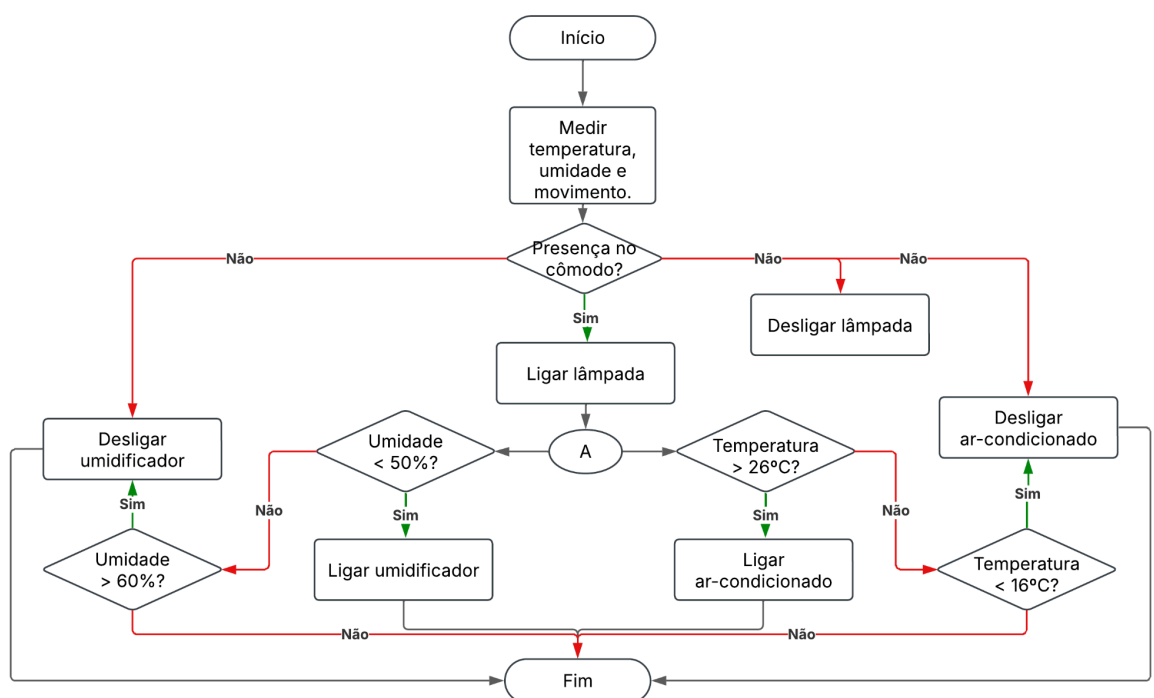 Início
Medir
temperatura,
umidade e
movimento.
Presença no
cômodo?
Não
Não
Não
Sim
Desligar lâmpada
Ligar lâmpada
Desligar
umidificador
Umidade
< 50%?
A
Temperatura
> 26ºC?
Desligar
ar-condicionado
Sim
Não
Sim
Sim
Não
Sim
Umidade
> 60%?
Ligar umidificador
Ligar
ar-condicionado
Temperatura
< 16ºC?
Não
Não
Fim